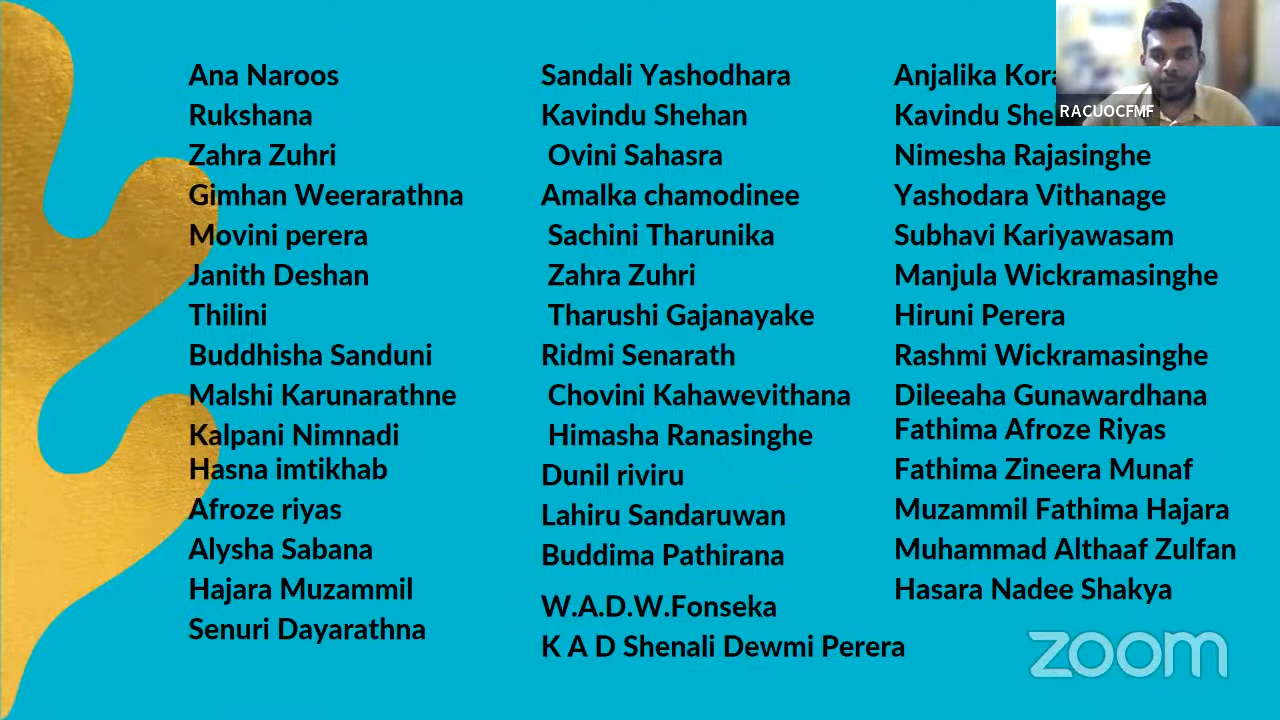 Ana Naroos
Rukshana
Zahra Zuhri
Gimhan Weerarathna
Movini perera
Janith Deshan
Thilini
Buddhisha Sanduni
Malshi Karunarathne
Kalpani Nimnadi
Hasna imtikhab
Afroze riyas
Alysha Sabana
Hajara Muzammil
Senuri Dayarathna
Sandali Yashodhara
Kavindu Shehan
Ovini Sahasra
Amalka chamodinee
Sachini Tharunika
Zahra Zuhri
Tharushi Gajanayake
Ridmi Senarath
Chovini Kahawevithana
Himasha Ranasinghe
Dunil riviru
Lahiru Sandaruwan
Buddima Pathirana
W.A.D.W.Fonseka
K A D Shenali Dewmi Perera
Anjalika
Kavindu
Nimesha Rajasinghe
Yashodara Vithanage
Subhavi Kariyawasam
Manjula Wickramasinghe
Hiruni Perera
Rashmi Wickramasinghe
Dileeaha Gunawardhana
Fathima Afroze Riyas
Fathima Zineera Munaf
Muzammil Fathima Hajara
Muhammad Althaaf Zulfan
Hasara Nadee Shakya
RACUOCFMF
zoom